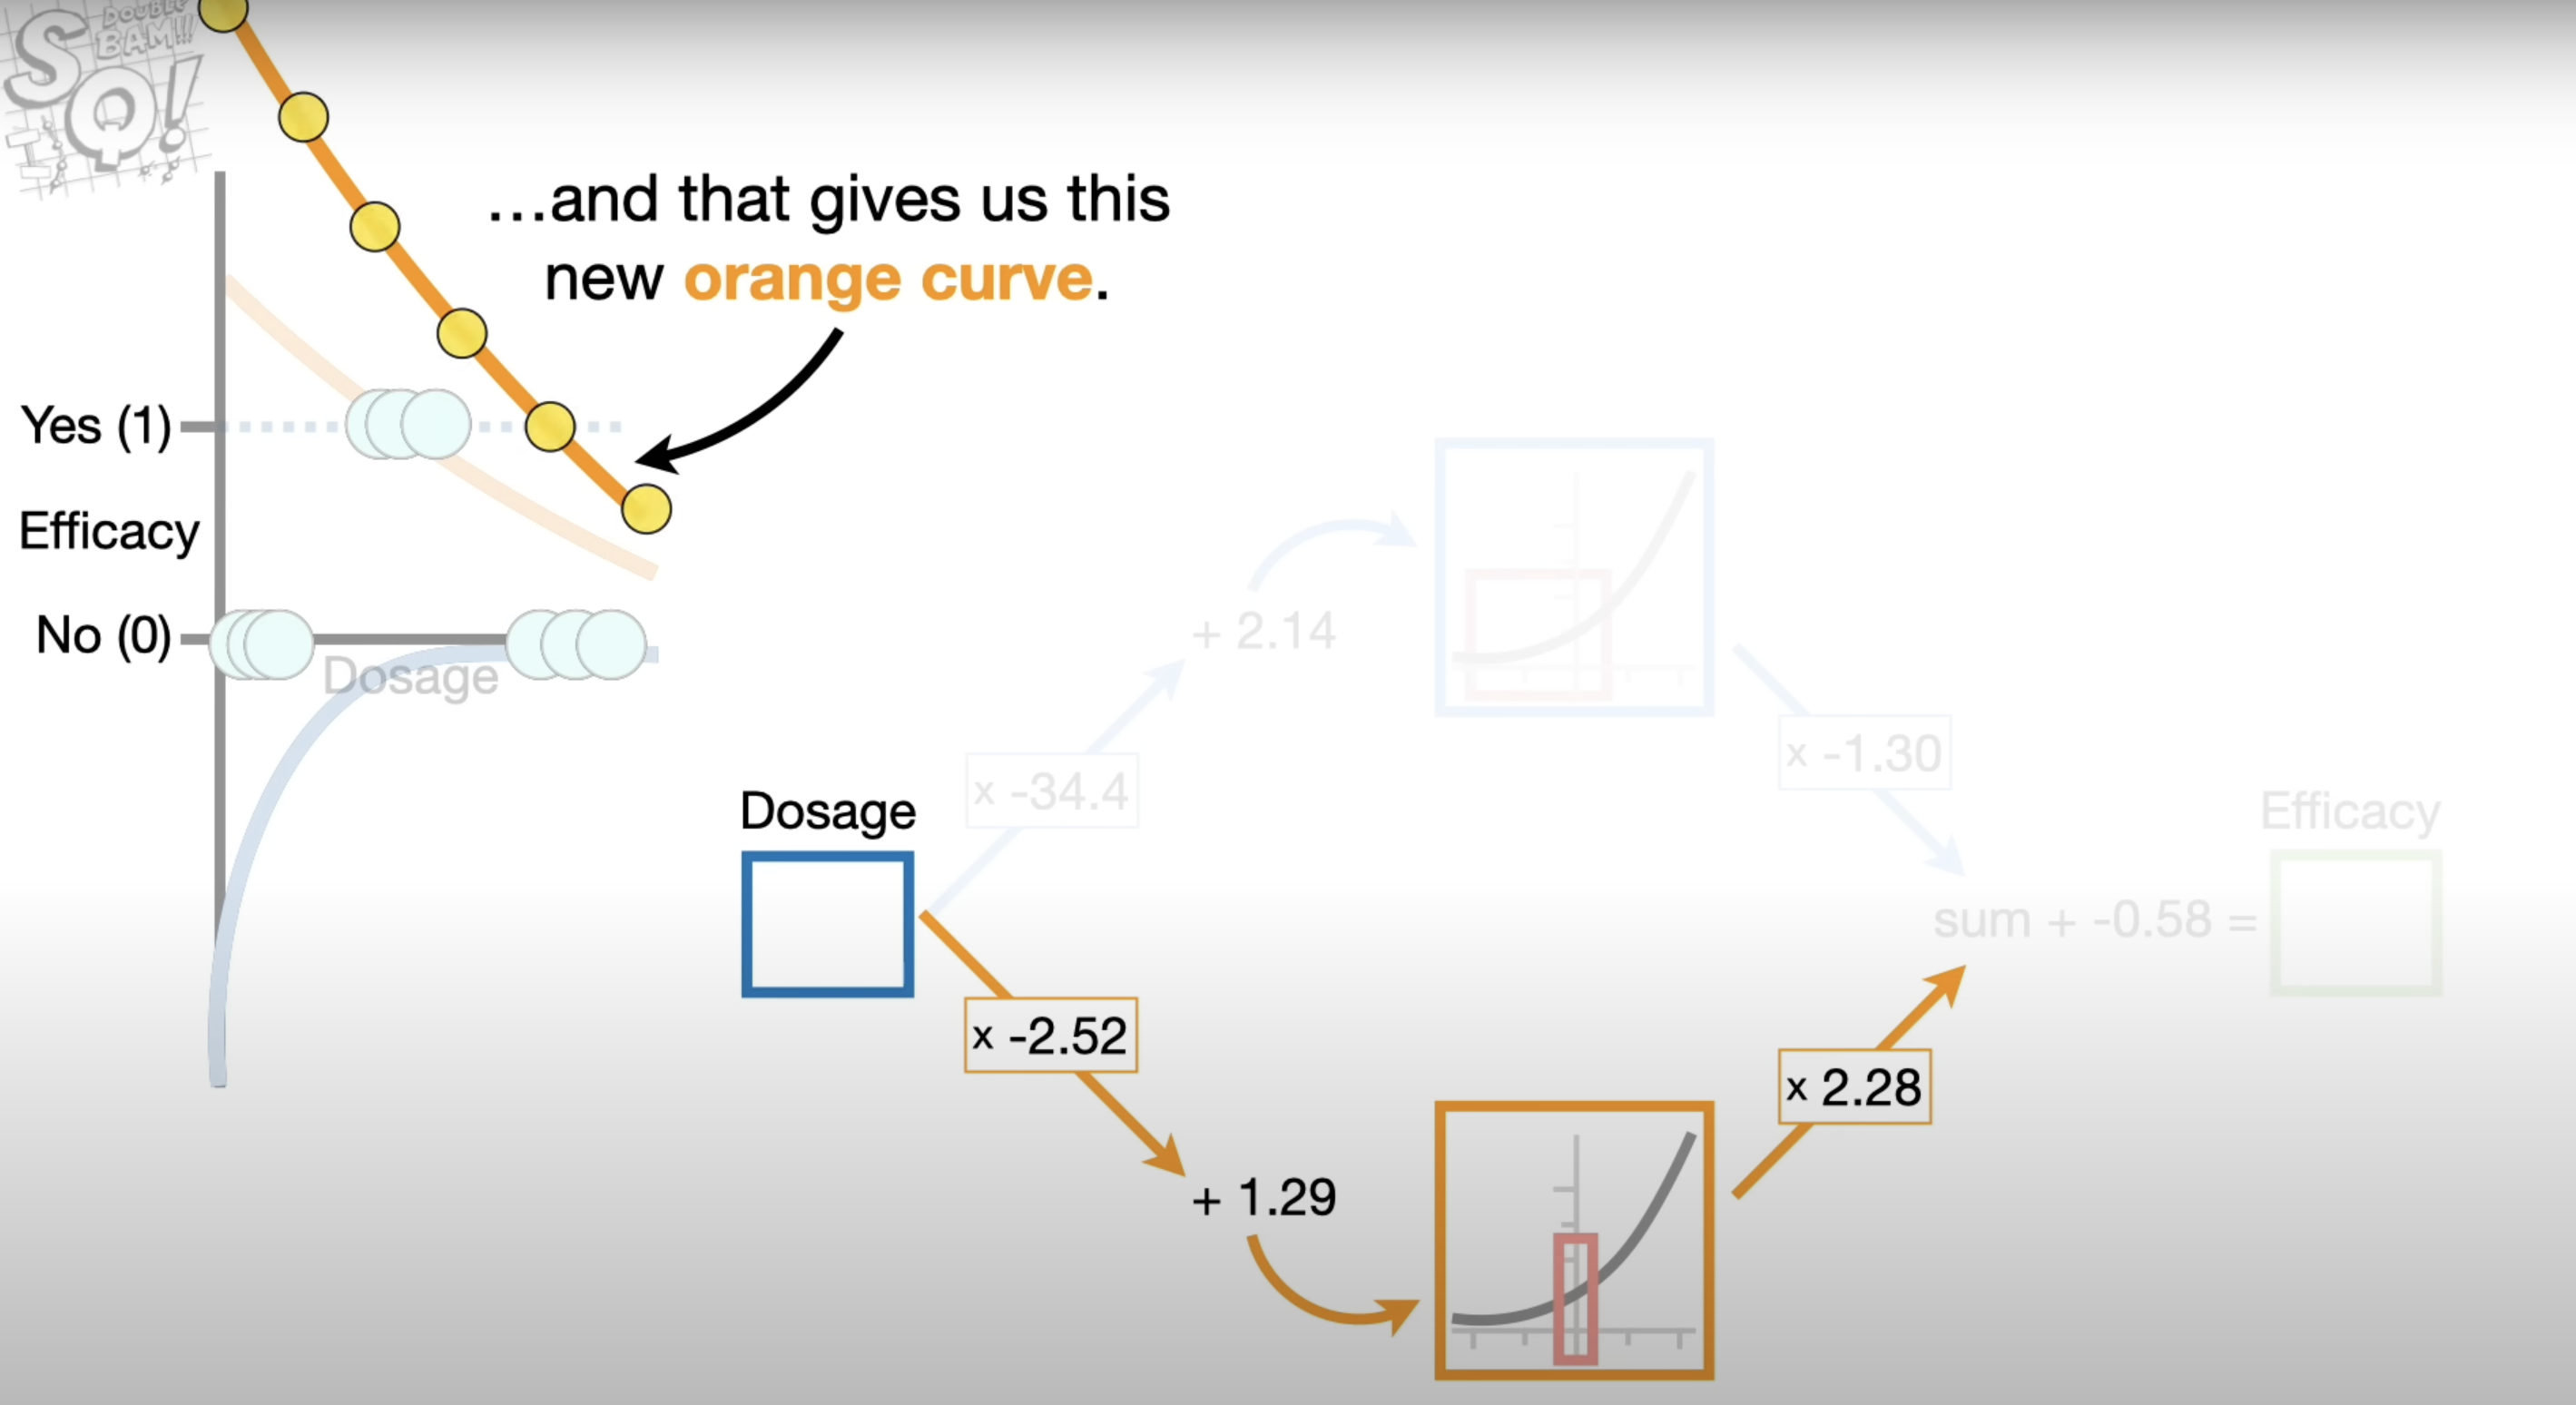 DOUBLE
BAM!!!
SQ!
...and that gives us this
new orange curve.
Yes (1)
Efficacy
No (0)
Dosage
+ 2.14
x -34.4
x -1.30
Dosage
Efficacy
sum + -0.58 =
x -2.52
x 2.28
+ 1.29